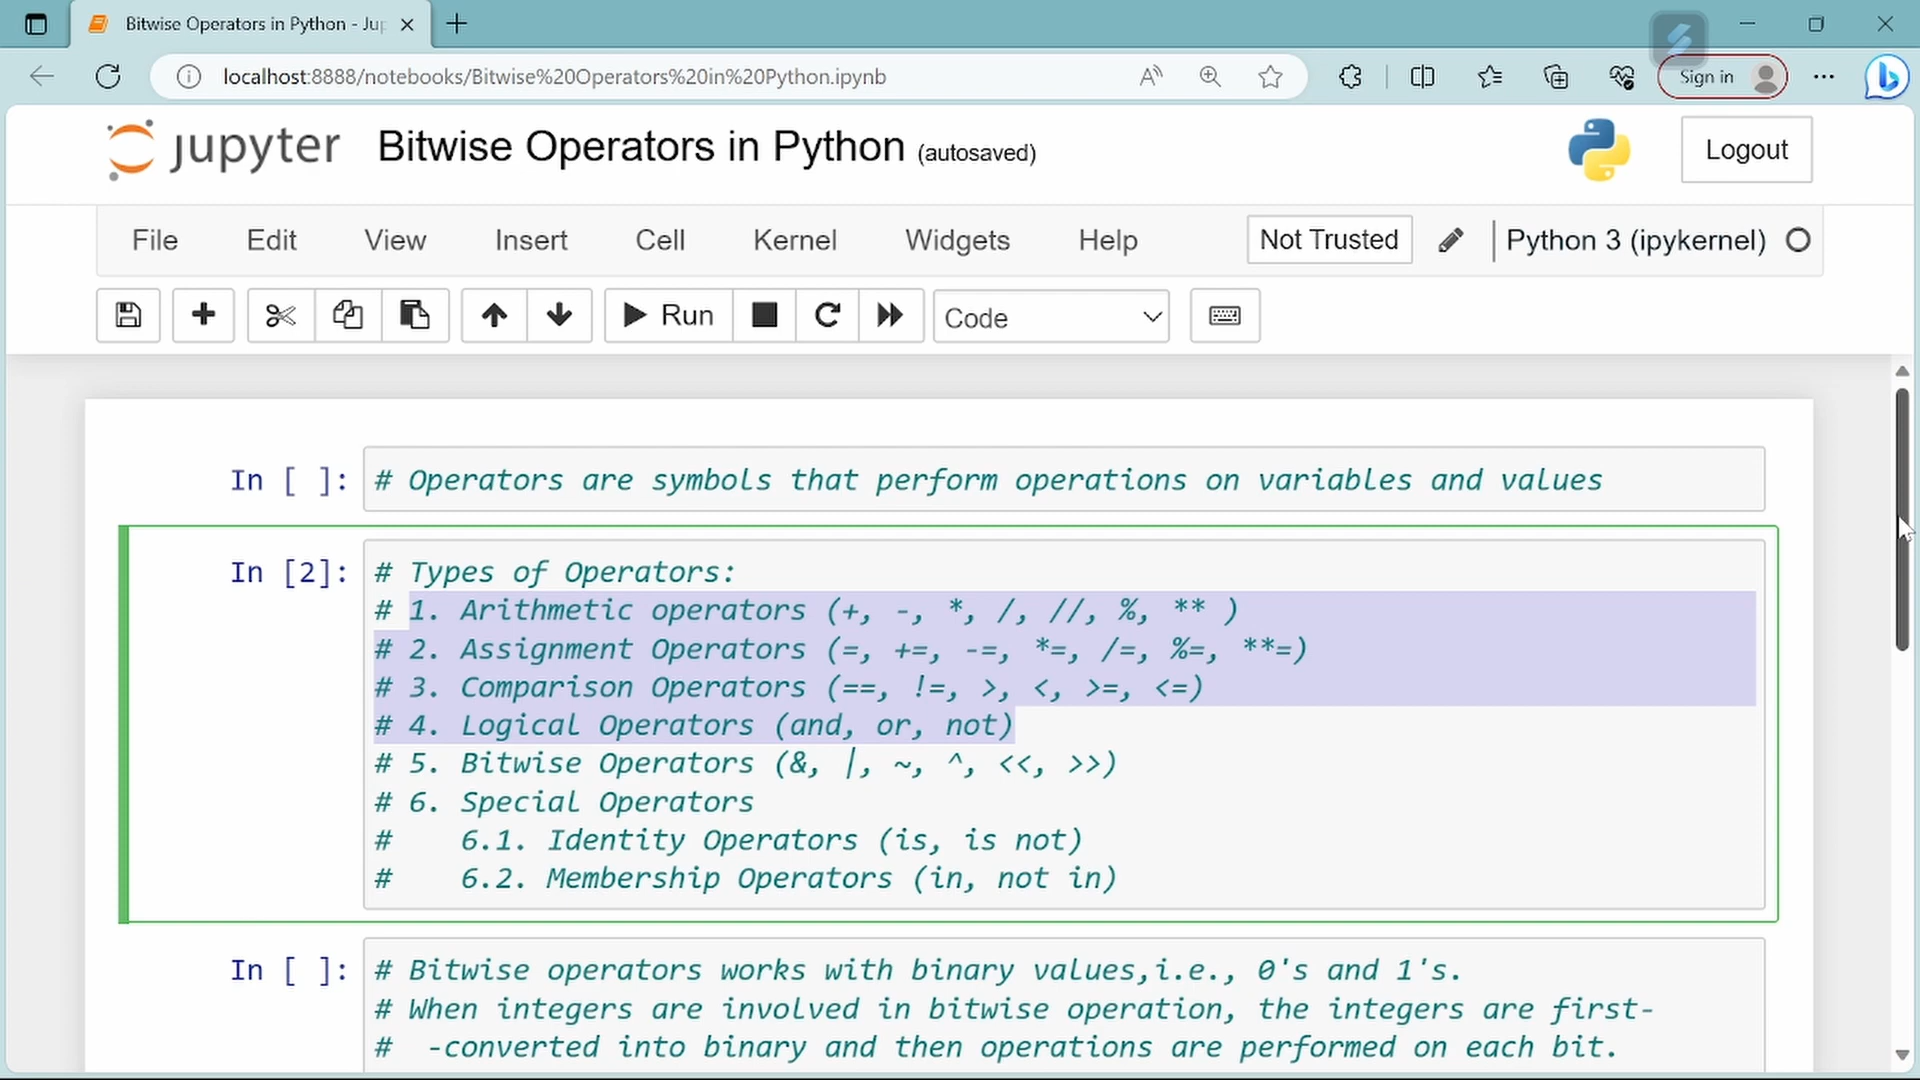 Bitwise Operators in Python - Jup
localhost:8888/notebooks/Bitwise%20Operators%20in%20Python.ipynb
Sign in
jupyter Bitwise Operators in Python (autosaved)
Logout
File Edit View Insert Cell Kernel Widgets Help Not Trusted Python 3 (ipykernel)
Run Code
In [ ]: # Operators are symbols that perform operations on variables and values
In [2]: # Types of Operators:
# 1. Arithmetic operators (+, -, *, /, //, %, ** )
# 2. Assignment Operators (=, +=, -=, *=, /=, %=, **=)
# 3. Comparison Operators (==, !=, >, <, >=, <=)
# 4. Logical Operators (and, or, not)
# 5. Bitwise Operators (&, |, ~, ^, <<, >>)
# 6. Special Operators
#    6.1. Identity Operators (is, is not)
#    6.2. Membership Operators (in, not in)
In [ ]: # Bitwise operators works with binary values,i.e., 0's and 1's.
# When integers are involved in bitwise operation, the integers are first-
#  -converted into binary and then operations are performed on each bit.